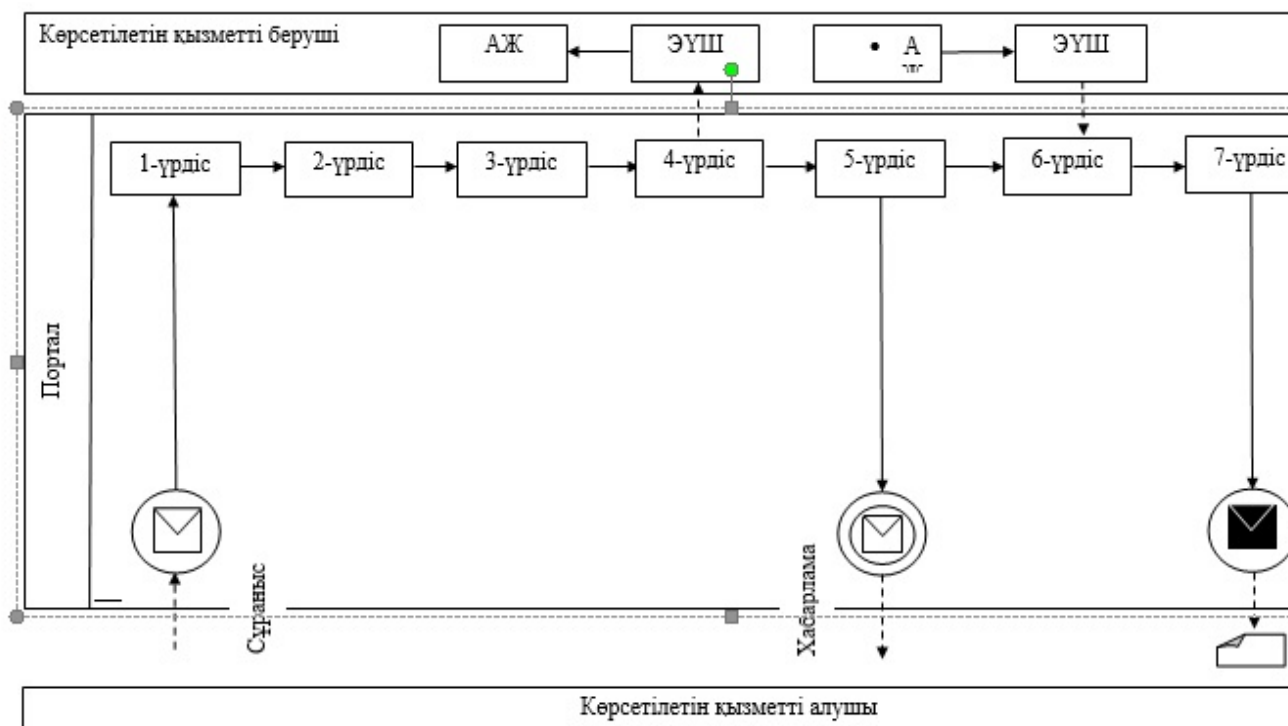 Көрсетілетін қызметті беруші
АЖ
ЭҮШ
• А
ЭҮШ
1-үрдіс
2-үрдіс
3-үрдіс
4-үрдіс
5-үрдіс
6-үрдіс
7-үрдіс
Портал
Сұраныс
Хабарлама
Көрсетілетін қызметті алушы